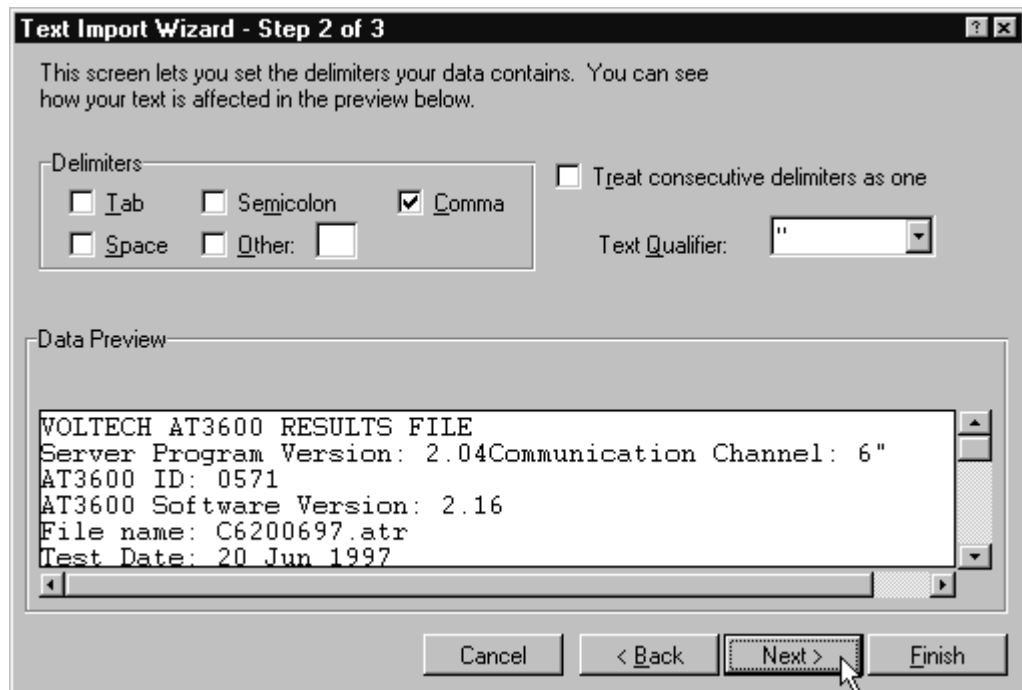 Text Import Wizard - Step 2 of 3
This screen lets you set the delimiters your data contains. You can see
how your text is affected in the preview below.
Delimiters
Tab Semicolon Comma
Space Other:
Treat consecutive delimiters as one
Text Qualifier: "
Data Preview
VOLTECH AT3600 RESULTS FILE
Server Program Version: 2.04Communication Channel: 6"
AT3600 ID: 0571
AT3600 Software Version: 2.16
File name: C6200697.atr
Test Date: 20 Jun 1997
Cancel < Back Next > Finish